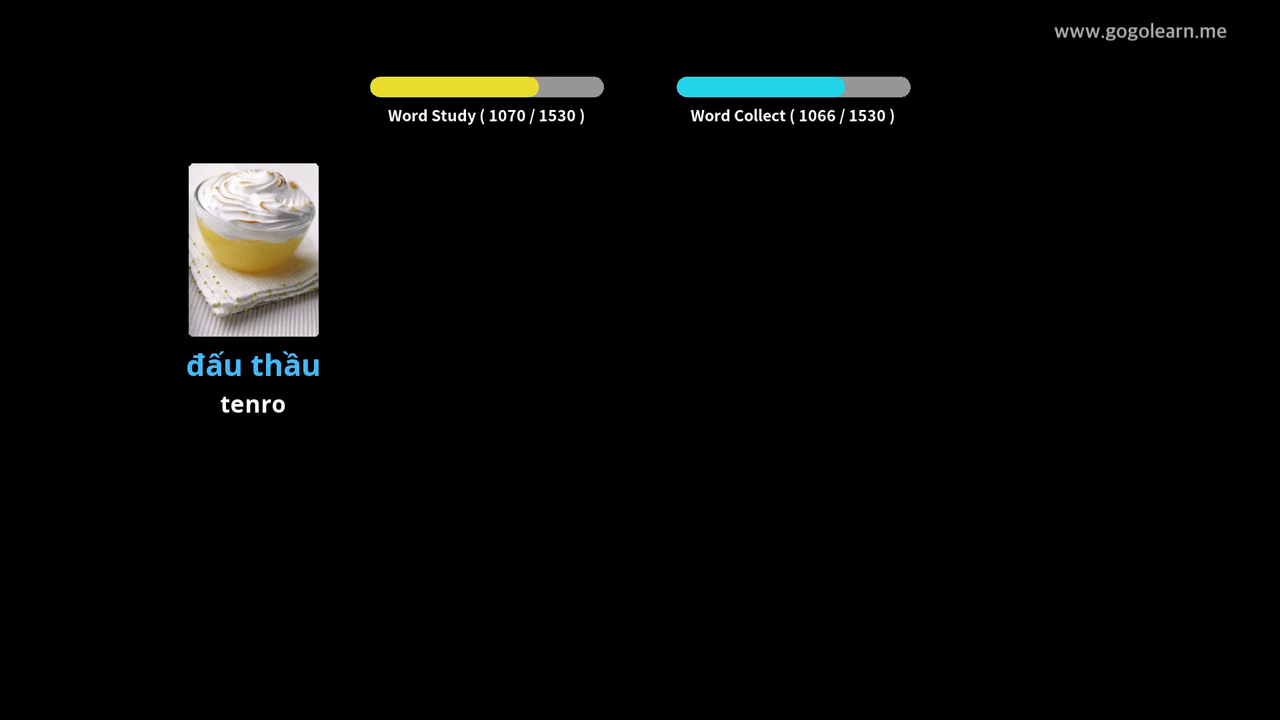 www.gogolearn.me
Word Study ( 1070 / 1530 )
Word Collect ( 1066 / 1530 )
đấu thầu
tenro